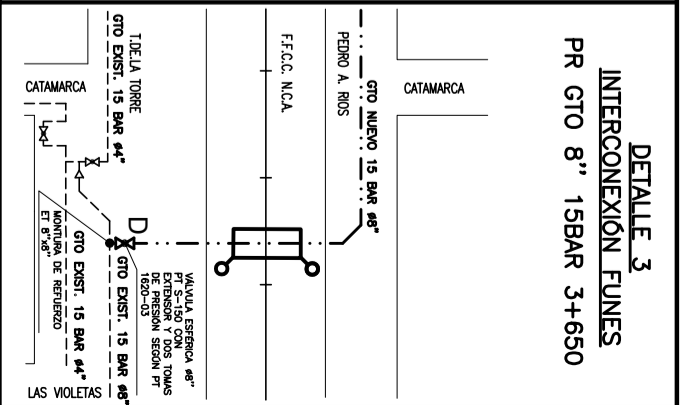 DETALLE 3
INTERCONEXIÓN FUNES
PR GTO 8" 15BAR 3+650
CATAMARCA
GTO NUEVO 15 BAR ø8"
PEDRO A. RIOS
F.F.C.C. N.C.A.
T.DE.LA TORRE
GTO EXIST. 15 BAR ø4"
CATAMARCA
D
VÁLVULA ESFÉRICA ø8"
PT S-150 CON
EXTENSOR Y DOS TOMAS
DE PRESIÓN SEGÚN PT
1620-03
GTO EXIST. 15 BAR ø8"
GTO EXIST. 15 BAR ø4"
MONTURA DE REFUERZO
ET 8"x8"
LAS VIOLETAS